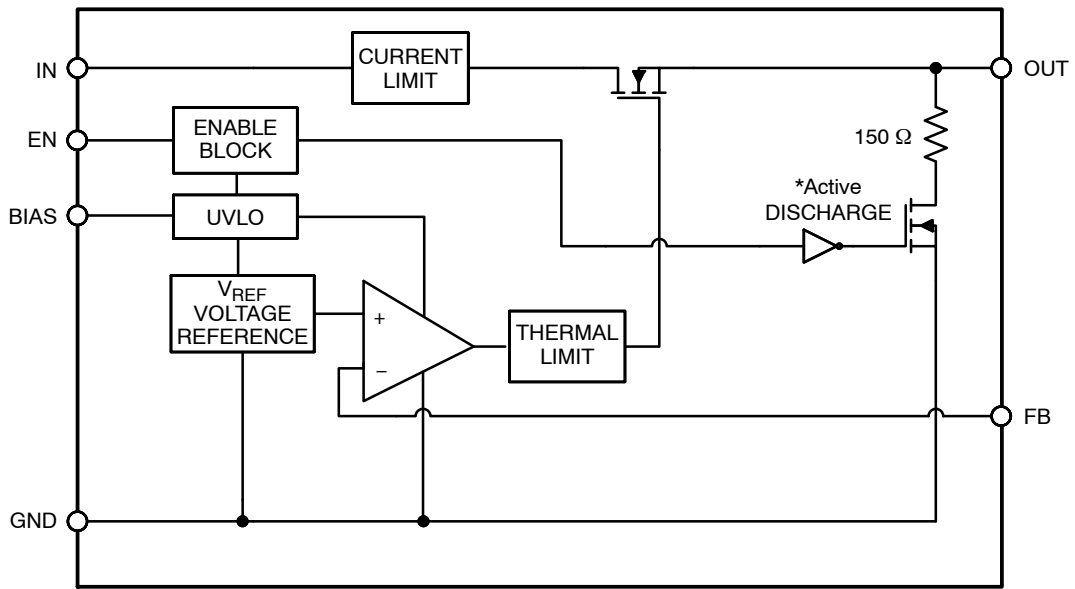 IN
CURRENT
LIMIT
OUT
EN
ENABLE
BLOCK
150 Ω
BIAS
UVLO
*Active
DISCHARGE
VREF
VOLTAGE
REFERENCE
+
−
THERMAL
LIMIT
FB
GND